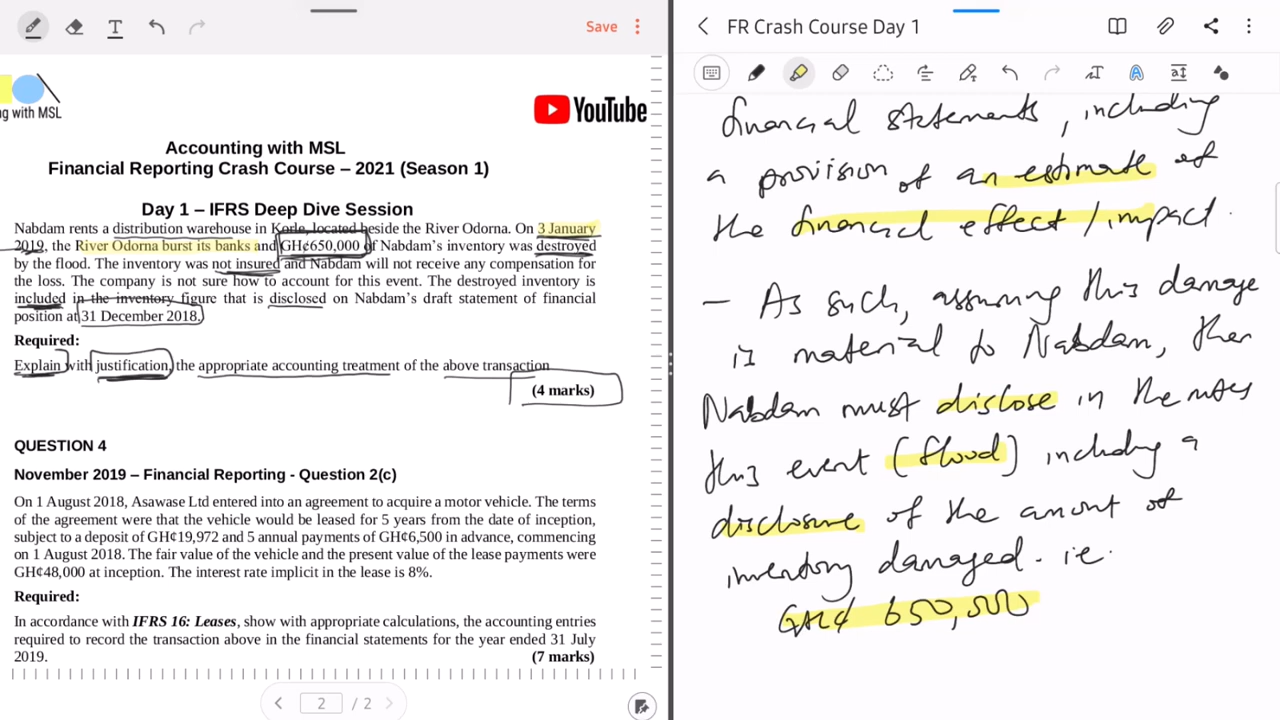 Save
ng with MSL
YouTube
Accounting with MSL
Financial Reporting Crash Course – 2021 (Season 1)
Day 1 – IFRS Deep Dive Session
Nabdam rents a distribution warehouse in Kede, located beside the River Odorna. On 3 January
2019, the River Odorna burst its banks and GH¢650,000 of Nabdam’s inventory was destroyed
by the flood. The inventory was not insured and Nabdam will not receive any compensation for
the loss. The company is not sure how to account for this event. The destroyed inventory is
included in the inventory figure that is disclosed on Nabdam’s draft statement of financial
position at 31 December 2018.
Required:
Explain with justification, the appropriate accounting treatment of the above transaction
(4 marks)
QUESTION 4
November 2019 – Financial Reporting - Question 2(c)
On 1 August 2018, Asawase Ltd entered into an agreement to acquire a motor vehicle. The terms
of the agreement were that the vehicle would be leased for 5 years from the date of inception,
subject to a deposit of GH¢19,972 and 5 annual payments of GH¢6,500 in advance, commencing
on 1 August 2018. The fair value of the vehicle and the present value of the lease payments were
GH¢48,000 at inception. The interest rate implicit in the lease is 8%.
Required:
In accordance with IFRS 16: Leases, show with appropriate calculations, the accounting entries
required to record the transaction above in the financial statements for the year ended 31 July
2019. (7 marks)
2 / 2
FR Crash Course Day 1
financial statements, including
a provision of an estimate of
the financial effect / impact.
– As such, assuming this damage
is material to Nabdam, then
Nabdam must disclose in the notes
this event (flood) including a
disclosure of the amount of
inventory damaged. i.e.
GH¢ 650,000